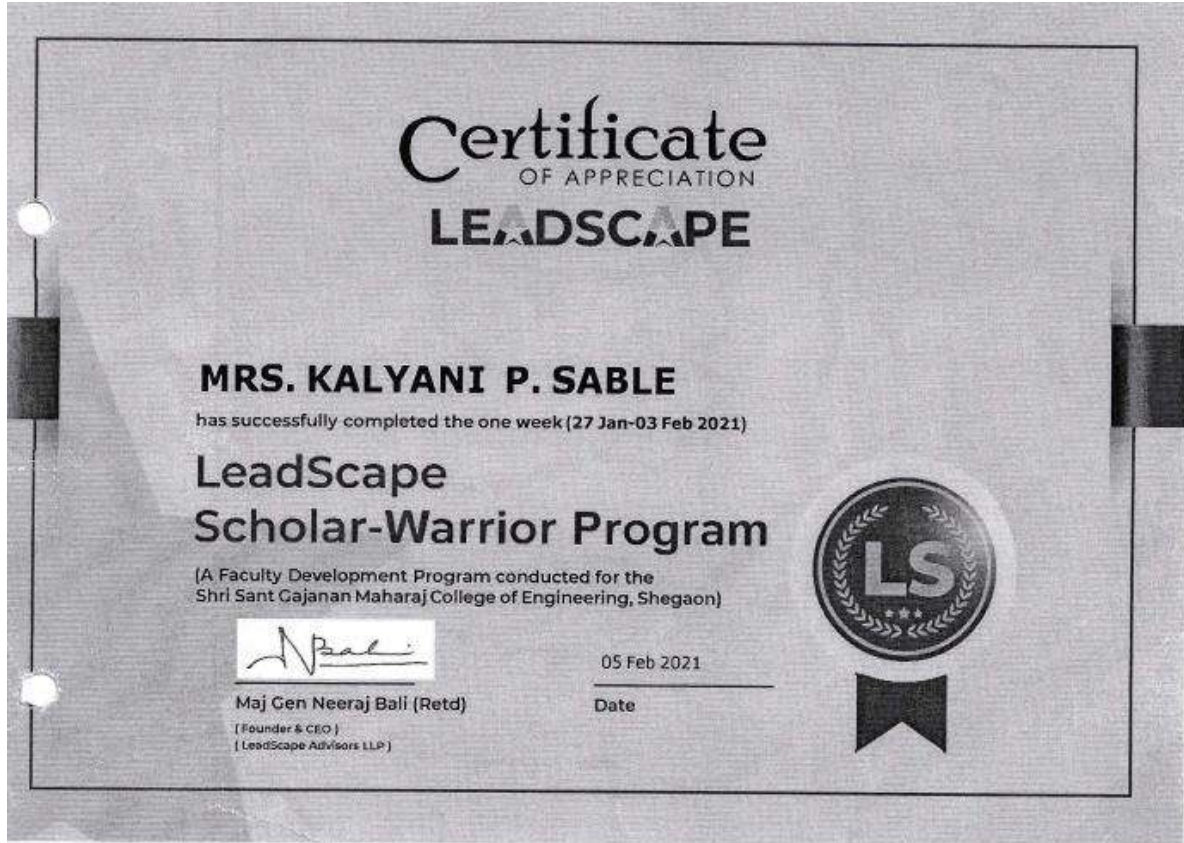 Certificate
OF APPRECIATION
LEADSCAPE
MRS. KALYANI P. SABLE
has successfully completed the one week (27 Jan-03 Feb 2021)
LeadScape
Scholar-Warrior Program
(A Faculty Development Program conducted for the
Shri Sant Gajanan Maharaj College of Engineering, Shegaon)
LS
NBali
05 Feb 2021
Maj Gen Neeraj Bali (Retd)
Date
( Founder & CEO )
( LeadScape Advisors LLP )